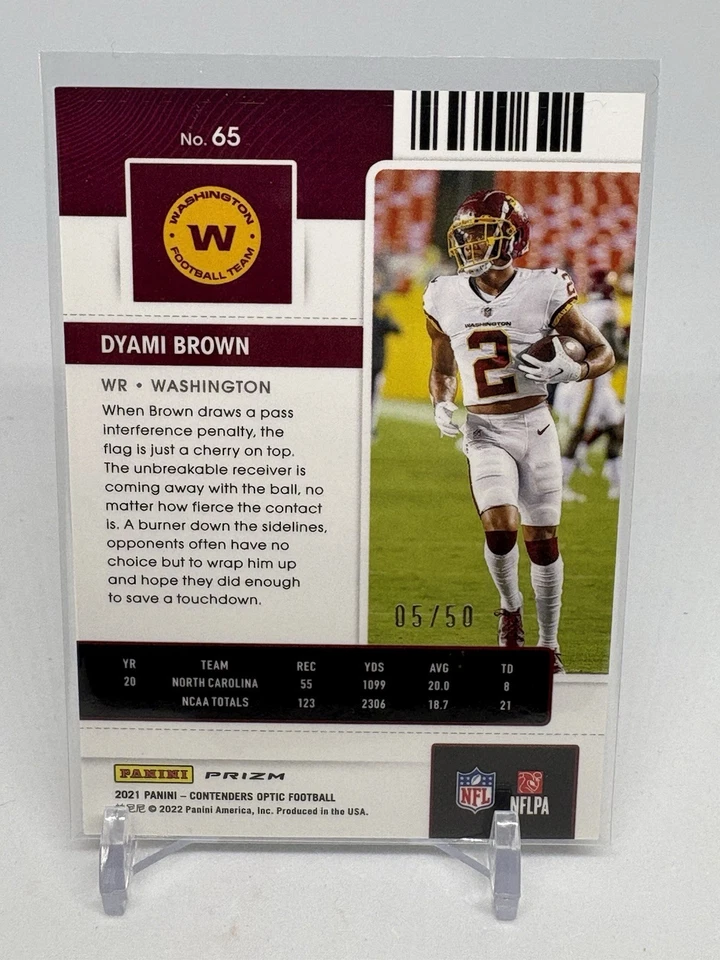 No. 65
WASHINGTON
W
FOOTBALL TEAM
DYAMI BROWN
WR • WASHINGTON
When Brown draws a pass
interference penalty, the
flag is just a cherry on top.
The unbreakable receiver is
coming away with the ball, no
matter how fierce the contact
is. A burner down the sidelines,
opponents often have no
choice but to wrap him up
and hope they did enough
to save a touchdown.
WASHINGTON
2
2
05/50
YR TEAM REC YDS AVG TD
20 NORTH CAROLINA 55 1099 20.0 8
NCAA TOTALS 123 2306 18.7 21
PANINI PRIZM
2021 PANINI – CONTENDERS OPTIC FOOTBALL
帕尼尼 © 2022 Panini America, Inc. Produced in the USA.
NFL NFLPA